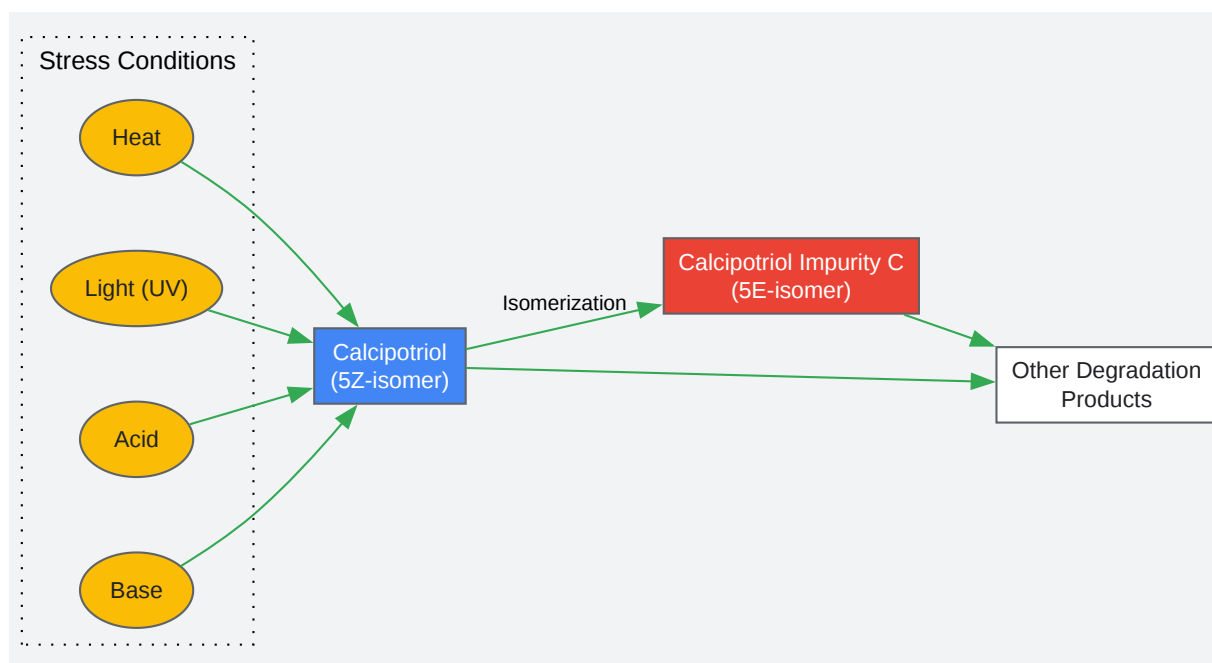 Stress Conditions
Heat
Light (UV)
Acid
Base
Calcipotriol
(5Z-isomer)
Isomerization
Calcipotriol Impurity C
(5E-isomer)
Other Degradation
Products